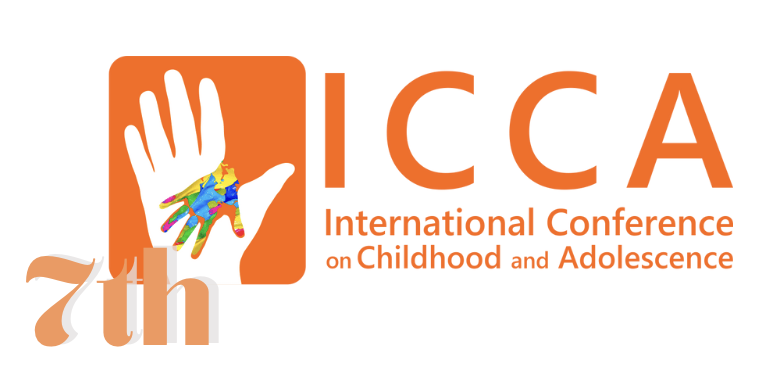 ICCA
International Conference
on Childhood and Adolescence
7th